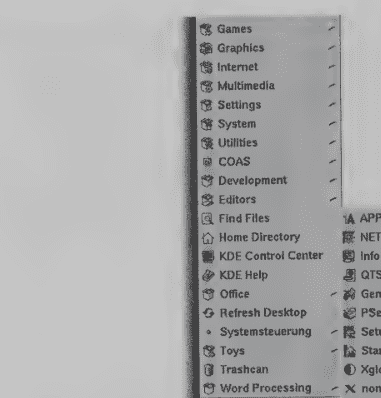 Games
Graphics
Internet
Multimedia
Settings
System
Utilities
COAS
Development
Editors
Find Files
Home Directory
KDE Control Center
KDE Help
Office
Refresh Desktop
Systemsteuerung
Toys
Trashcan
Word Processing
APP
NET
Info
QTS
Gen
PSe
Setu
Star
Xglo
non